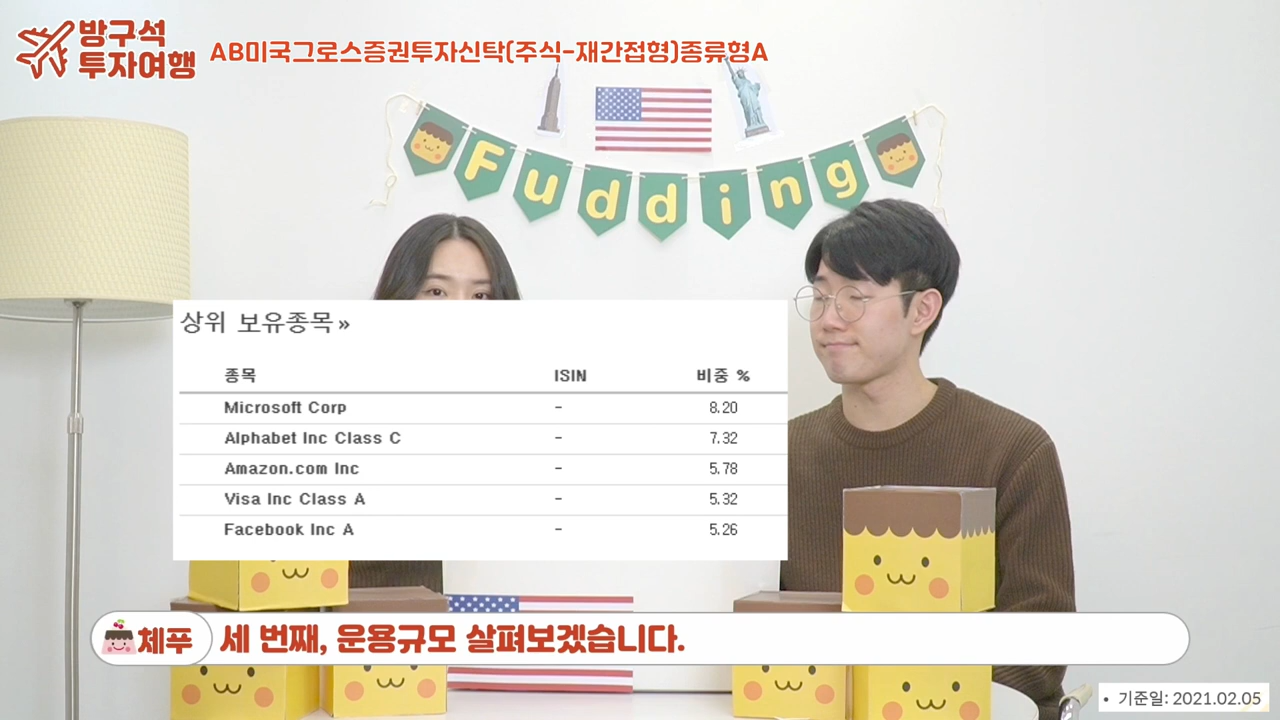 방구석
투자여행
AB미국그로스증권투자신탁(주식-재간접형)종류형A
Fudding
상위 보유종목 »
종목 ISIN 비중 %
Microsoft Corp - 8.20
Alphabet Inc Class C - 7.32
Amazon.com Inc - 5.78
Visa Inc Class A - 5.32
Facebook Inc A - 5.26
체푸 세 번째, 운용규모 살펴보겠습니다.
• 기준일: 2021.02.05